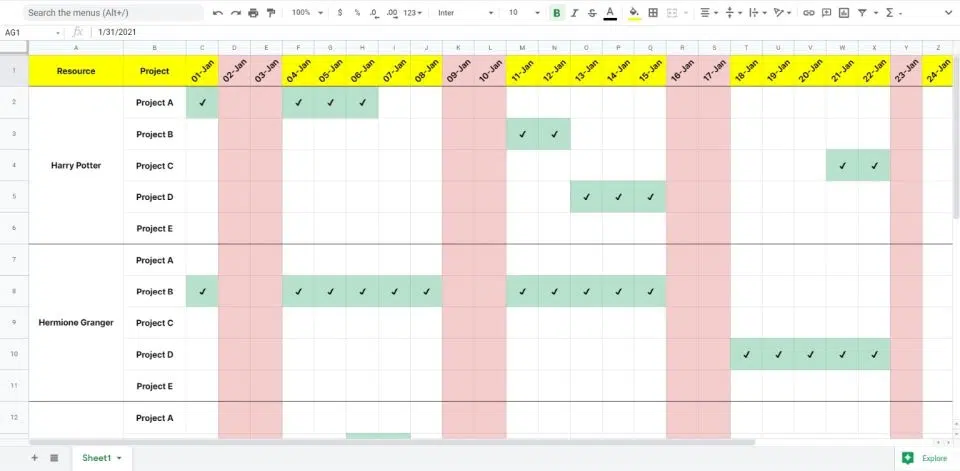 Search the menus (Alt+/) 100% $ % .0 .00 123 Inter 10 B I S A Σ
AG1 fx 1/31/2021
A B C D E F G H I J K L M N O P Q R S T U V W X Y Z
1 Resource Project 01-Jan 02-Jan 03-Jan 04-Jan 05-Jan 06-Jan 07-Jan 08-Jan 09-Jan 10-Jan 11-Jan 12-Jan 13-Jan 14-Jan 15-Jan 16-Jan 17-Jan 18-Jan 19-Jan 20-Jan 21-Jan 22-Jan 23-Jan 24-Jan
2 Project A ✓ ✓ ✓ ✓
3 Project B ✓ ✓
4 Harry Potter Project C ✓ ✓
5 Project D ✓ ✓ ✓
6 Project E
7 Project A
8 Project B ✓ ✓ ✓ ✓ ✓ ✓ ✓ ✓ ✓ ✓ ✓
9 Hermione Granger Project C
10 Project D ✓ ✓ ✓ ✓ ✓
11 Project E
12 Project A
Sheet1 Explore